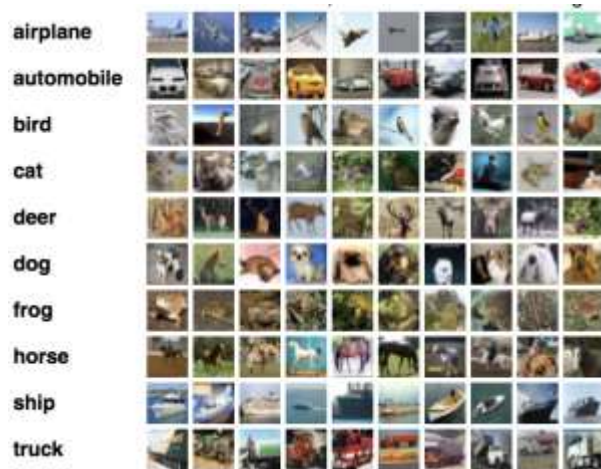 airplane
automobile
bird
cat
deer
dog
frog
horse
ship
truck